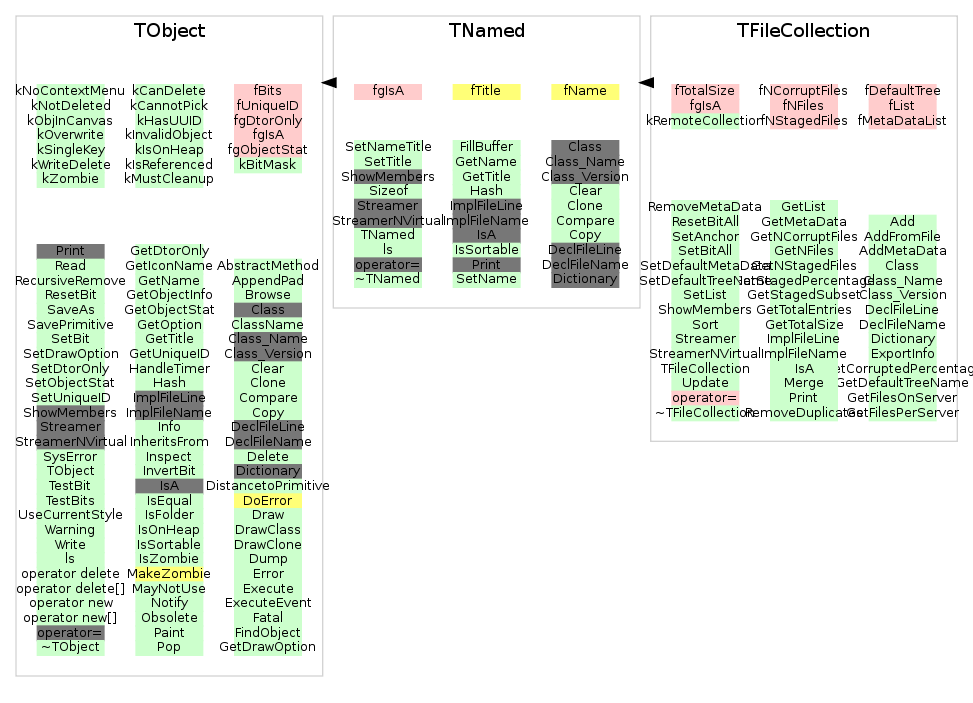 TObject
kNoContextMenu
kNotDeleted
kObjInCanvas
kOverwrite
kSingleKey
kWriteDelete
kZombie
kCanDelete
kCannotPick
kHasUUID
kInvalidObject
kIsOnHeap
kIsReferenced
kMustCleanup
fBits
fUniqueID
fgDtorOnly
fgIsA
fgObjectStat
kBitMask
Print
Read
RecursiveRemove
ResetBit
SaveAs
SavePrimitive
SetBit
SetDrawOption
SetDtorOnly
SetObjectStat
SetUniqueID
ShowMembers
Streamer
StreamerNVirtual
SysError
TObject
TestBit
TestBits
UseCurrentStyle
Warning
Write
ls
operator delete
operator delete[]
operator new
operator new[]
operator=
~TObject
GetDtorOnly
GetIconName
GetName
GetObjectInfo
GetObjectStat
GetOption
GetTitle
GetUniqueID
HandleTimer
Hash
ImplFileLine
ImplFileName
Info
InheritsFrom
Inspect
InvertBit
IsA
IsEqual
IsFolder
IsOnHeap
IsSortable
IsZombie
MakeZombie
MayNotUse
Notify
Obsolete
Paint
Pop
AbstractMethod
AppendPad
Browse
Class
ClassName
Class_Name
Class_Version
Clear
Clone
Compare
Copy
DeclFileLine
DeclFileName
Delete
Dictionary
DistancetoPrimitive
DoError
Draw
DrawClass
DrawClone
Dump
Error
Execute
ExecuteEvent
Fatal
FindObject
GetDrawOption
TNamed
fgIsA
fTitle
fName
SetNameTitle
SetTitle
ShowMembers
Sizeof
Streamer
StreamerNVirtual
TNamed
ls
operator=
~TNamed
FillBuffer
GetName
GetTitle
Hash
ImplFileLine
ImplFileName
IsA
IsSortable
Print
SetName
Class
Class_Name
Class_Version
Clear
Clone
Compare
Copy
DeclFileLine
DeclFileName
Dictionary
TFileCollection
fTotalSize
fgIsA
kRemoteCollection
fNCorruptFiles
fNFiles
fNStagedFiles
fDefaultTree
fList
fMetaDataList
RemoveMetaData
ResetBitAll
SetAnchor
SetBitAll
SetDefaultMetaData
SetDefaultTreeName
SetList
ShowMembers
Sort
Streamer
StreamerNVirtual
TFileCollection
Update
operator=
~TFileCollection
GetList
GetMetaData
GetNCorruptFiles
GetNFiles
GetNStagedFiles
GetStagedPercentage
GetStagedSubset
GetTotalEntries
GetTotalSize
ImplFileLine
ImplFileName
IsA
Merge
Print
RemoveDuplicates
Add
AddFromFile
AddMetaData
Class
Class_Name
Class_Version
DeclFileLine
DeclFileName
Dictionary
ExportInfo
GetDefaultTreeName
GetFilesOnServer
GetFilesPerServer